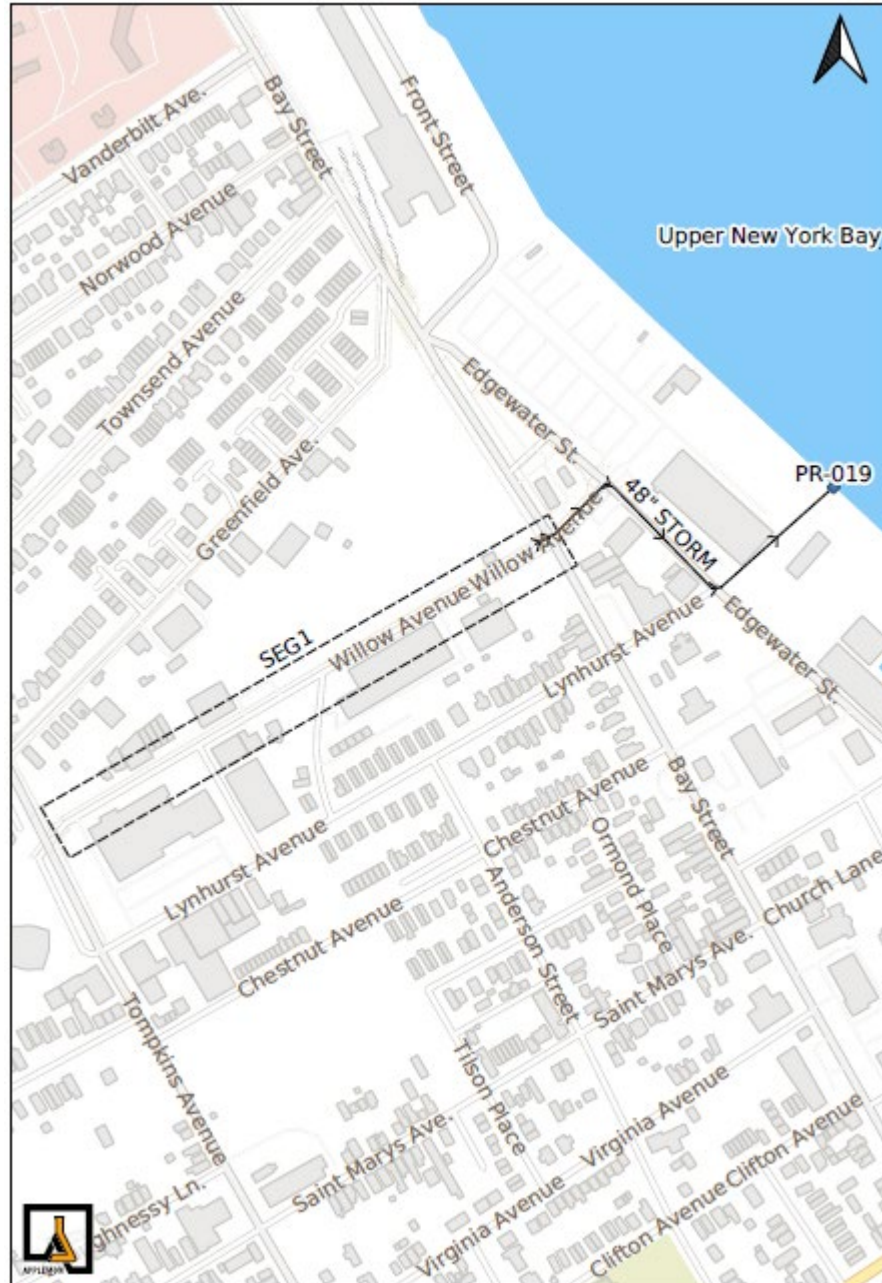 Vanderbilt Ave.
Bay Street
Front Street
Norwood Avenue
Upper New York Bay
Townsend Avenue
Edgewater St.
Greenfield Ave.
PR-019
48" STORM
Willow Avenue
SEG1
Willow Avenue
Lynhurst Avenue
Edgewater St.
Bay Street
Chestnut Avenue
Ormond Place
Lynhurst Avenue
Church Lane
Chestnut Avenue
Anderson Street
Saint Marys Ave.
Tompkins Avenue
Tilson Place
Virginia Avenue
Saint Marys Ave.
Clifton Avenue
ghnessy Ln.
Virginia Avenue
Clifton Avenue